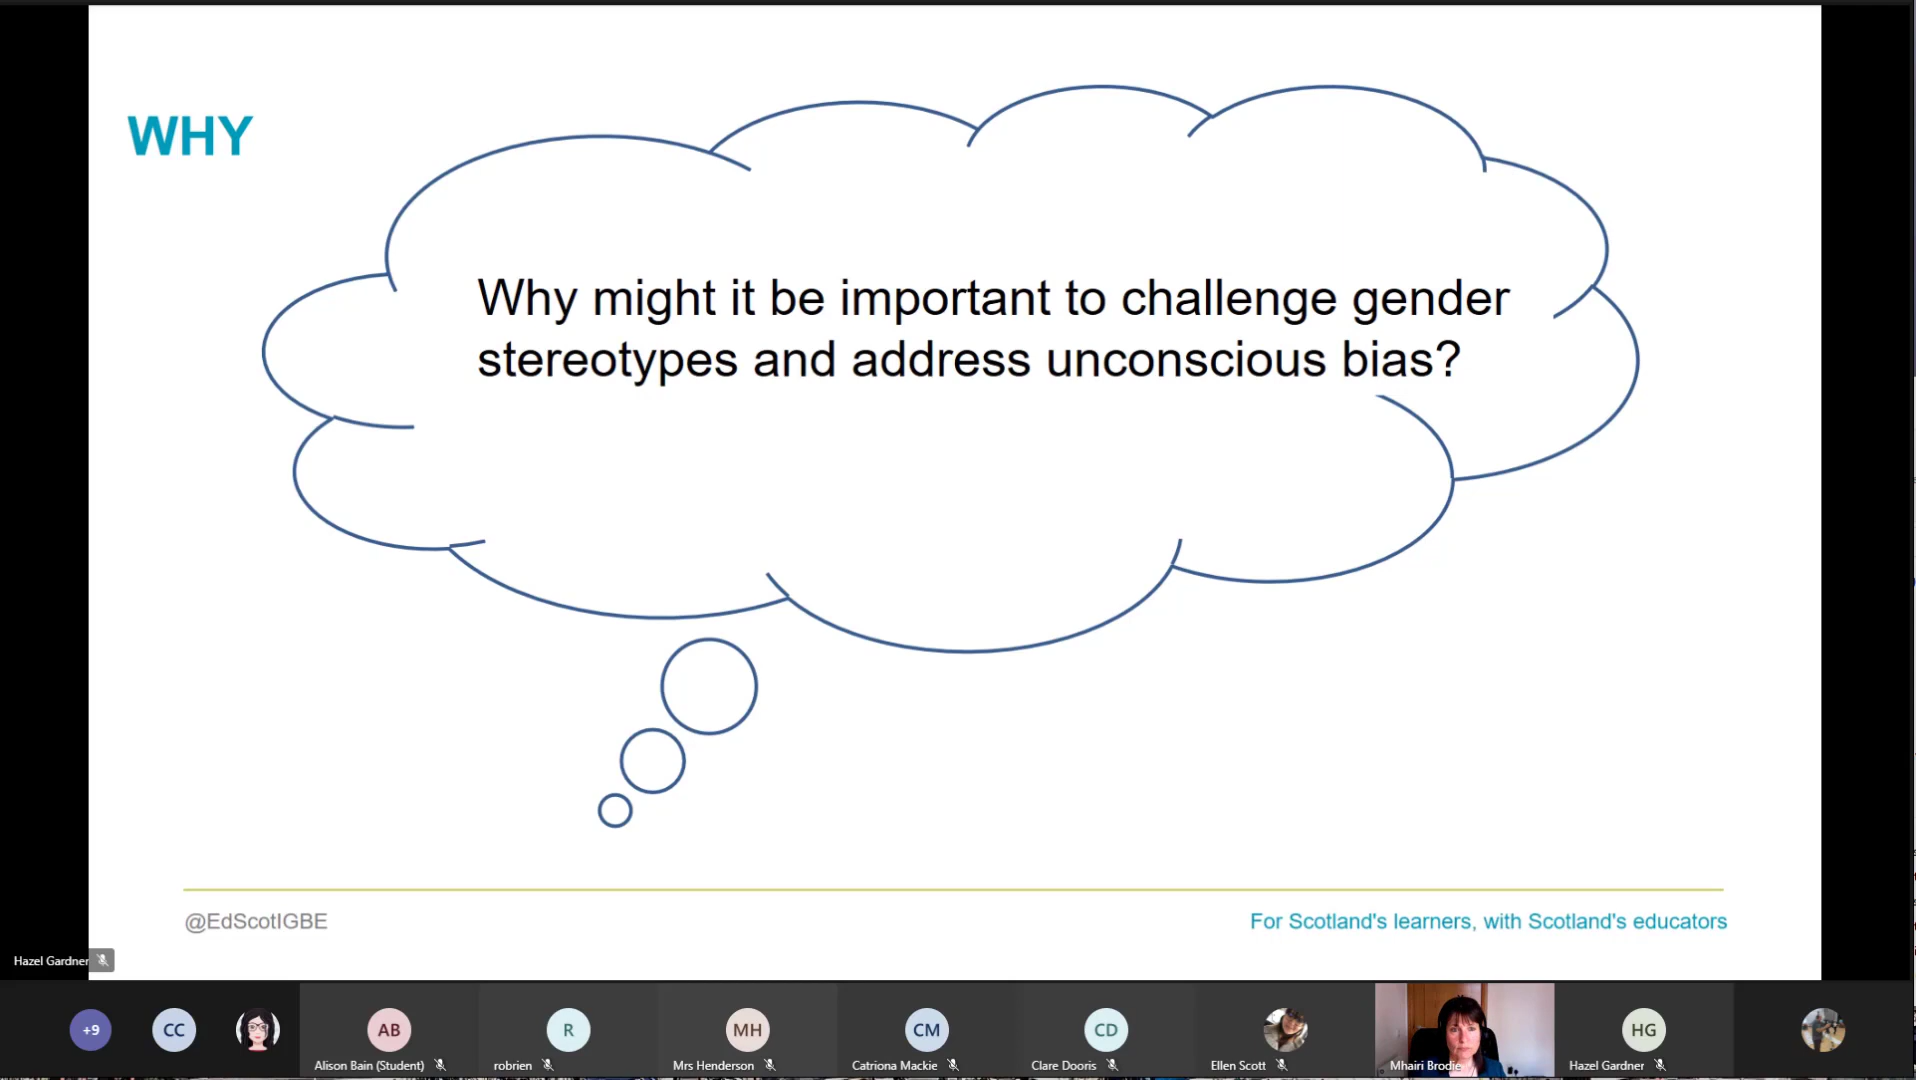 WHY
Why might it be important to challenge gender
stereotypes and address unconscious bias?
@EdScotIGBE
For Scotland's learners, with Scotland's educators
Hazel Gardner
+9
CC
AB
R
MH
CM
CD
HG
Alison Bain (Student)
robrien
Mrs Henderson
Catriona Mackie
Clare Dooris
Ellen Scott
Mhairi Brodie
Hazel Gardner